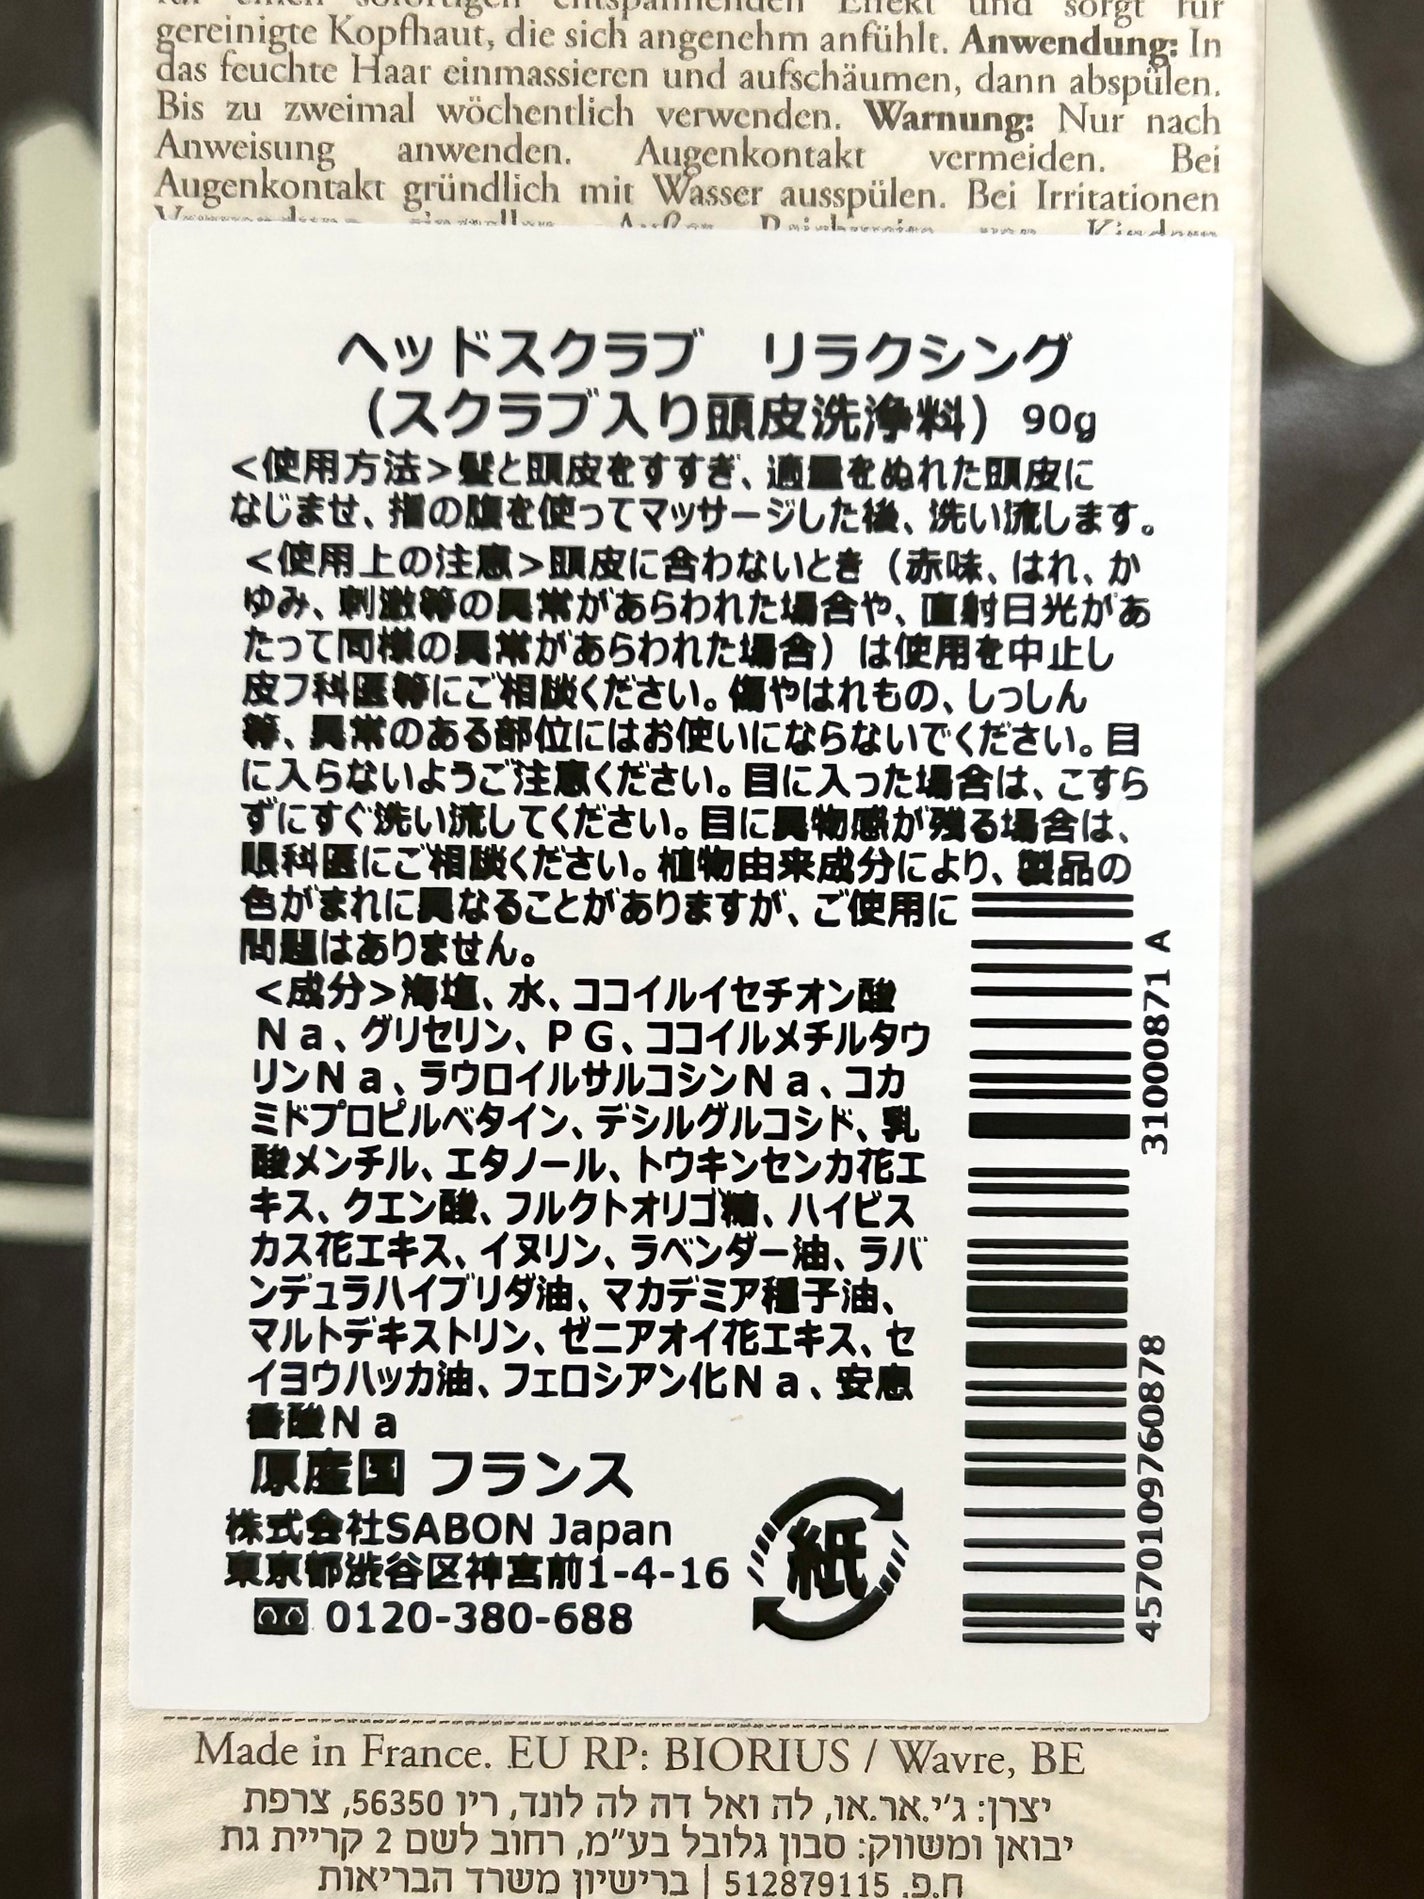 für einen sofortigen entspannenden Effekt und sorgt für
gereinigte Kopfhaut, die sich angenehm anfühlt. Anwendung: In
das feuchte Haar einmassieren und aufschäumen, dann abspülen.
Bis zu zweimal wöchentlich verwenden. Warnung: Nur nach
Anweisung anwenden. Augenkontakt vermeiden. Bei
Augenkontakt gründlich mit Wasser ausspülen. Bei Irritationen
ヘッドスクラブ　リラクシング
（スクラブ入り頭皮洗浄料）90g
＜使用方法＞髪と頭皮をすすぎ、適量をぬれた頭皮に
なじませ、指の腹を使ってマッサージした後、洗い流します。
＜使用上の注意＞頭皮に合わないとき（赤味、はれ、か
ゆみ、刺激等の異常があらわれた場合や、直射日光があ
たって同様の異常があらわれた場合）は使用を中止し
皮フ科医等にご相談ください。傷やはれもの、しっしん
等、異常のある部位にはお使いにならないでください。目
に入らないようご注意ください。目に入った場合は、こすら
ずにすぐ洗い流してください。目に異物感が残る場合は、
眼科医にご相談ください。植物由来成分により、製品の
色がまれに異なることがありますが、ご使用に
問題はありません。
＜成分＞海塩、水、ココイルイセチオン酸
Ｎａ、グリセリン、ＰＧ、ココイルメチルタウ
リンＮａ、ラウロイルサルコシンＮａ、コカ
ミドプロピルベタイン、デシルグルコシド、乳
酸メンチル、エタノール、トウキンセンカ花エ
キス、クエン酸、フルクトオリゴ糖、ハイビス
カス花エキス、イヌリン、ラベンダー油、ラバ
ンデュラハイブリダ油、マカデミア種子油、
マルトデキストリン、ゼニアオイ花エキス、セ
イヨウハッカ油、フェロシアン化Ｎａ、安息
香酸Ｎａ
原産国 フランス
株式会社SABON Japan
東京都渋谷区神宮前1-4-16
0120-380-688
紙
31000871 A
4570109760878
Made in France. EU RP: BIORIUS / Wavre, BE
יצרן: ג'י.אר.או, לה ואל דה לה לונד, ריו 56350, צרפת
יבואן ומשווק: סבון גלובל בע"מ, רחוב לשם 2 קריית גת
ח.פ. 512879115 | ברישיון משרד הבריאות